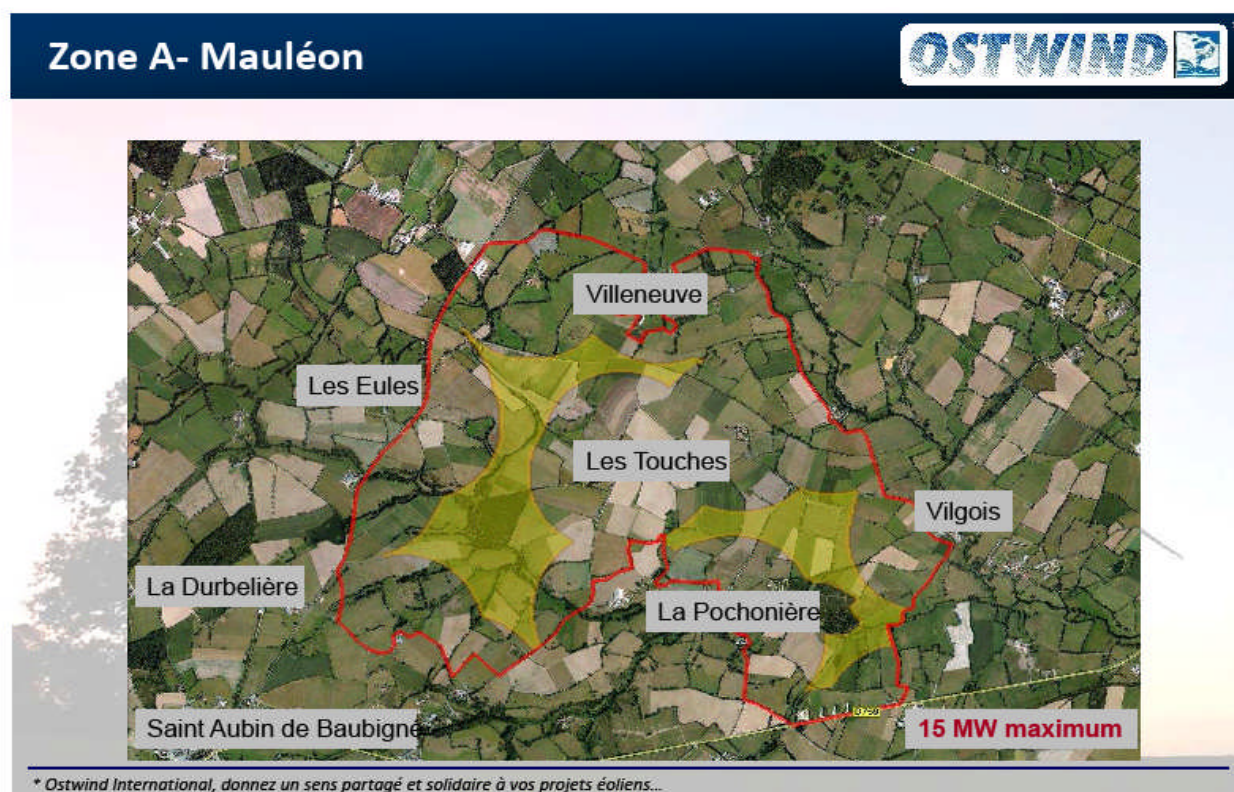 Zone A- Mauléon
OSTWIND
Villeneuve
Les Eules
Les Touches
Vilgois
La Durbelière
La Pochonière
Saint Aubin de Baubigné
15 MW maximum
* Ostwind International, donnez un sens partagé et solidaire à vos projets éoliens...